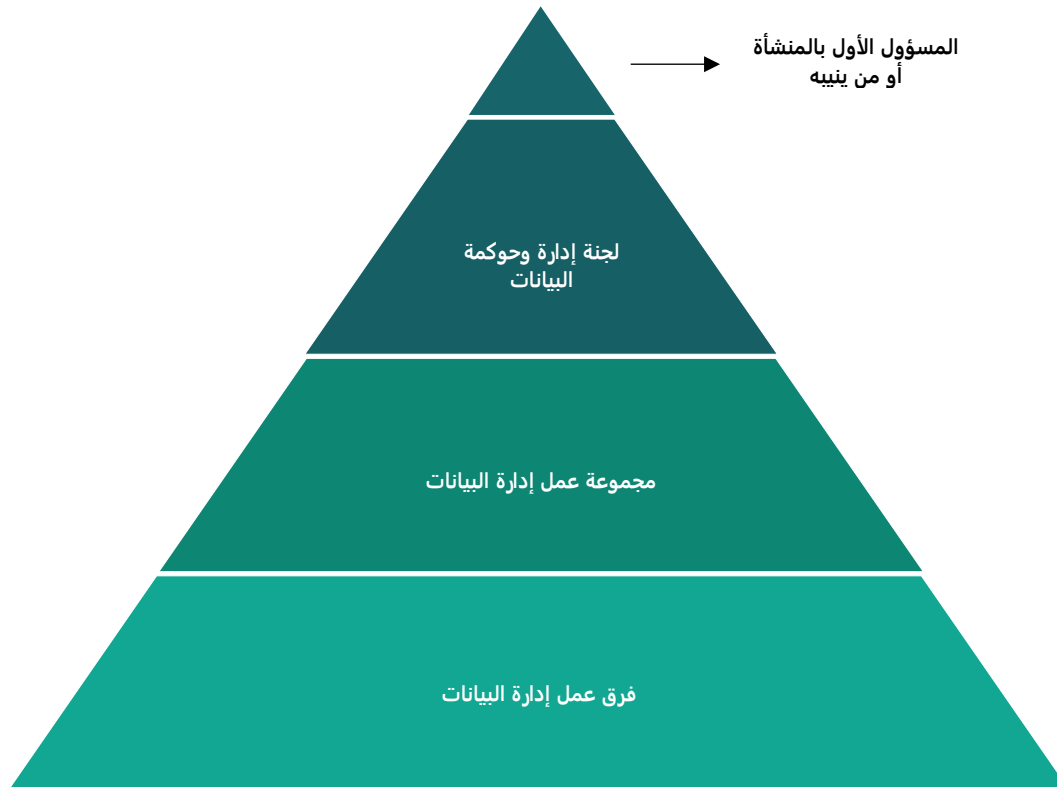 المسؤول الأول بالمنشأة
أو من ينيبه
لجنة إدارة وحوكمة
البيانات
مجموعة عمل إدارة البيانات
فرق عمل إدارة البيانات